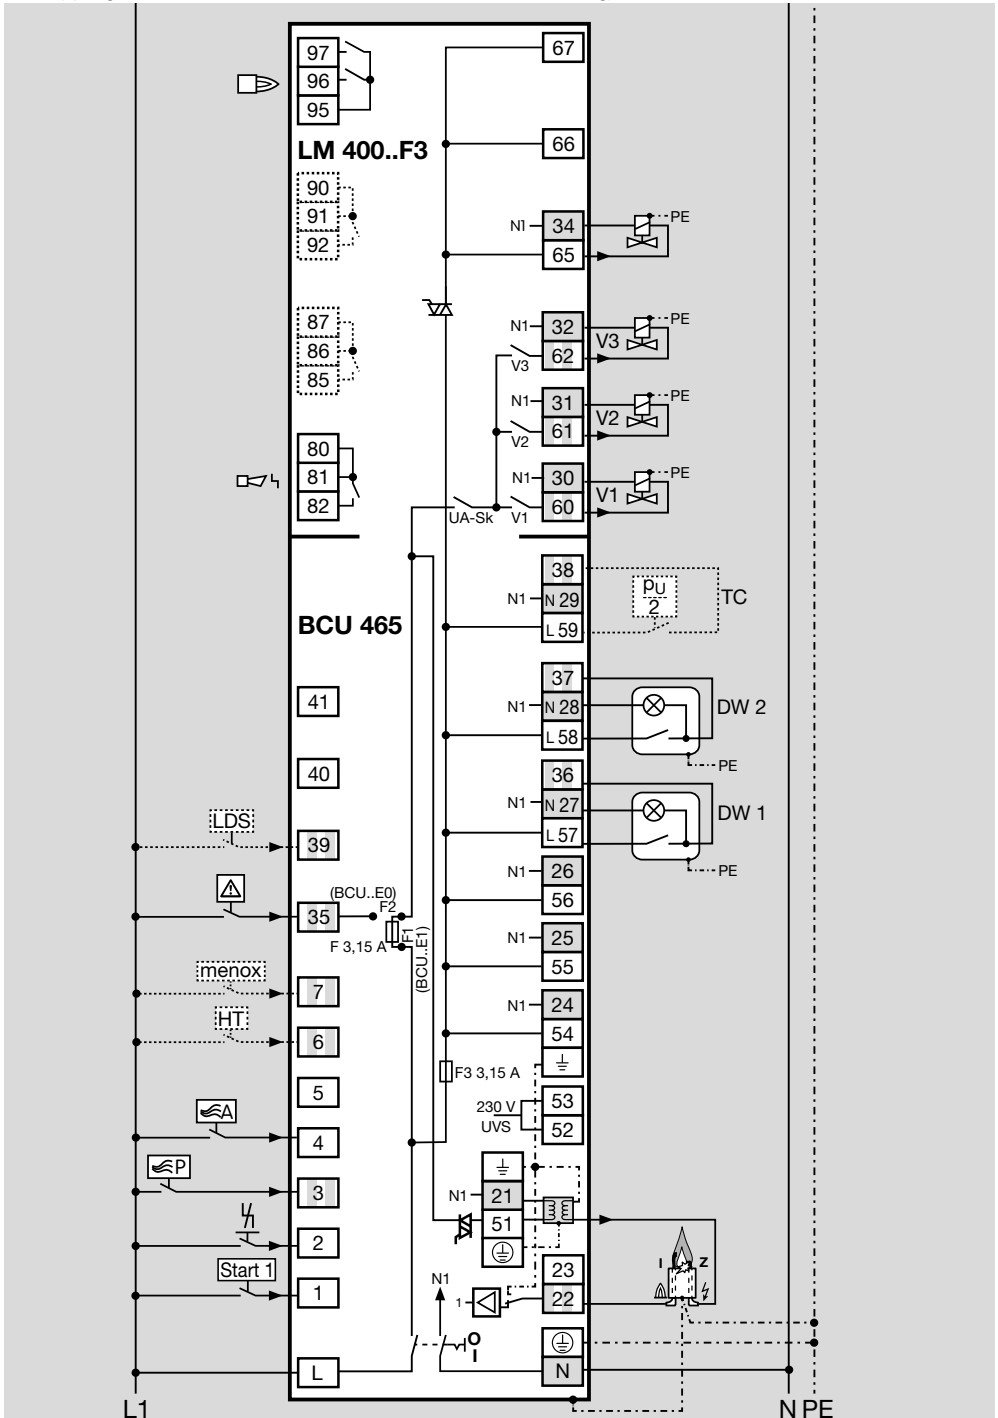 97
67
96
95
LM 400..F3
66
90
91
92
N1
34
PE
65
87
86
85
N1
32
PE
V3
62
V3
N1
31
PE
V2
61
V2
80
81
82
N1
30
PE
V1
60
UA-Sk
V1
38
pU
2
TC
N1
N 29
L 59
BCU 465
37
41
N1
N 28
DW 2
L 58
PE
40
36
N1
N 27
DW 1
L 57
LDS
39
PE
N1
26
56
(BCU..E0)
35
F2
F1
F 3,15 A
(BCU..E1)
N1
25
55
menox
7
N1
24
HT
6
54
F3 3,15 A
5
230 V
UVS
53
52
A
4
P
3
N1
21
51
2
Start 1
1
23
I
Z
N1
1
22
O
I
L
N
L1
N PE